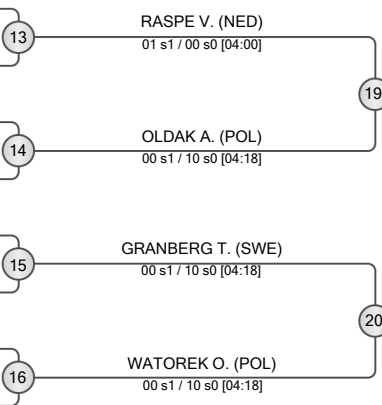 RASPE V. (NED)
13
01 s1 / 00 s0 [04:00]
19
OLDAK A. (POL)
14
00 s1 / 10 s0 [04:18]
GRANBERG T. (SWE)
15
00 s1 / 10 s0 [04:18]
20
WATOREK O. (POL)
16
00 s1 / 10 s0 [04:18]